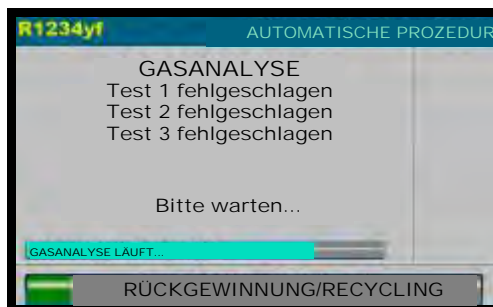 R1234yf
AUTOMATISCHE PROZEDUR
GASANALYSE
Test 1 fehlgeschlagen
Test 2 fehlgeschlagen
Test 3 fehlgeschlagen
Bitte warten...
GASANALYSE LÄUFT...
RÜCKGEWINNUNG/RECYCLING